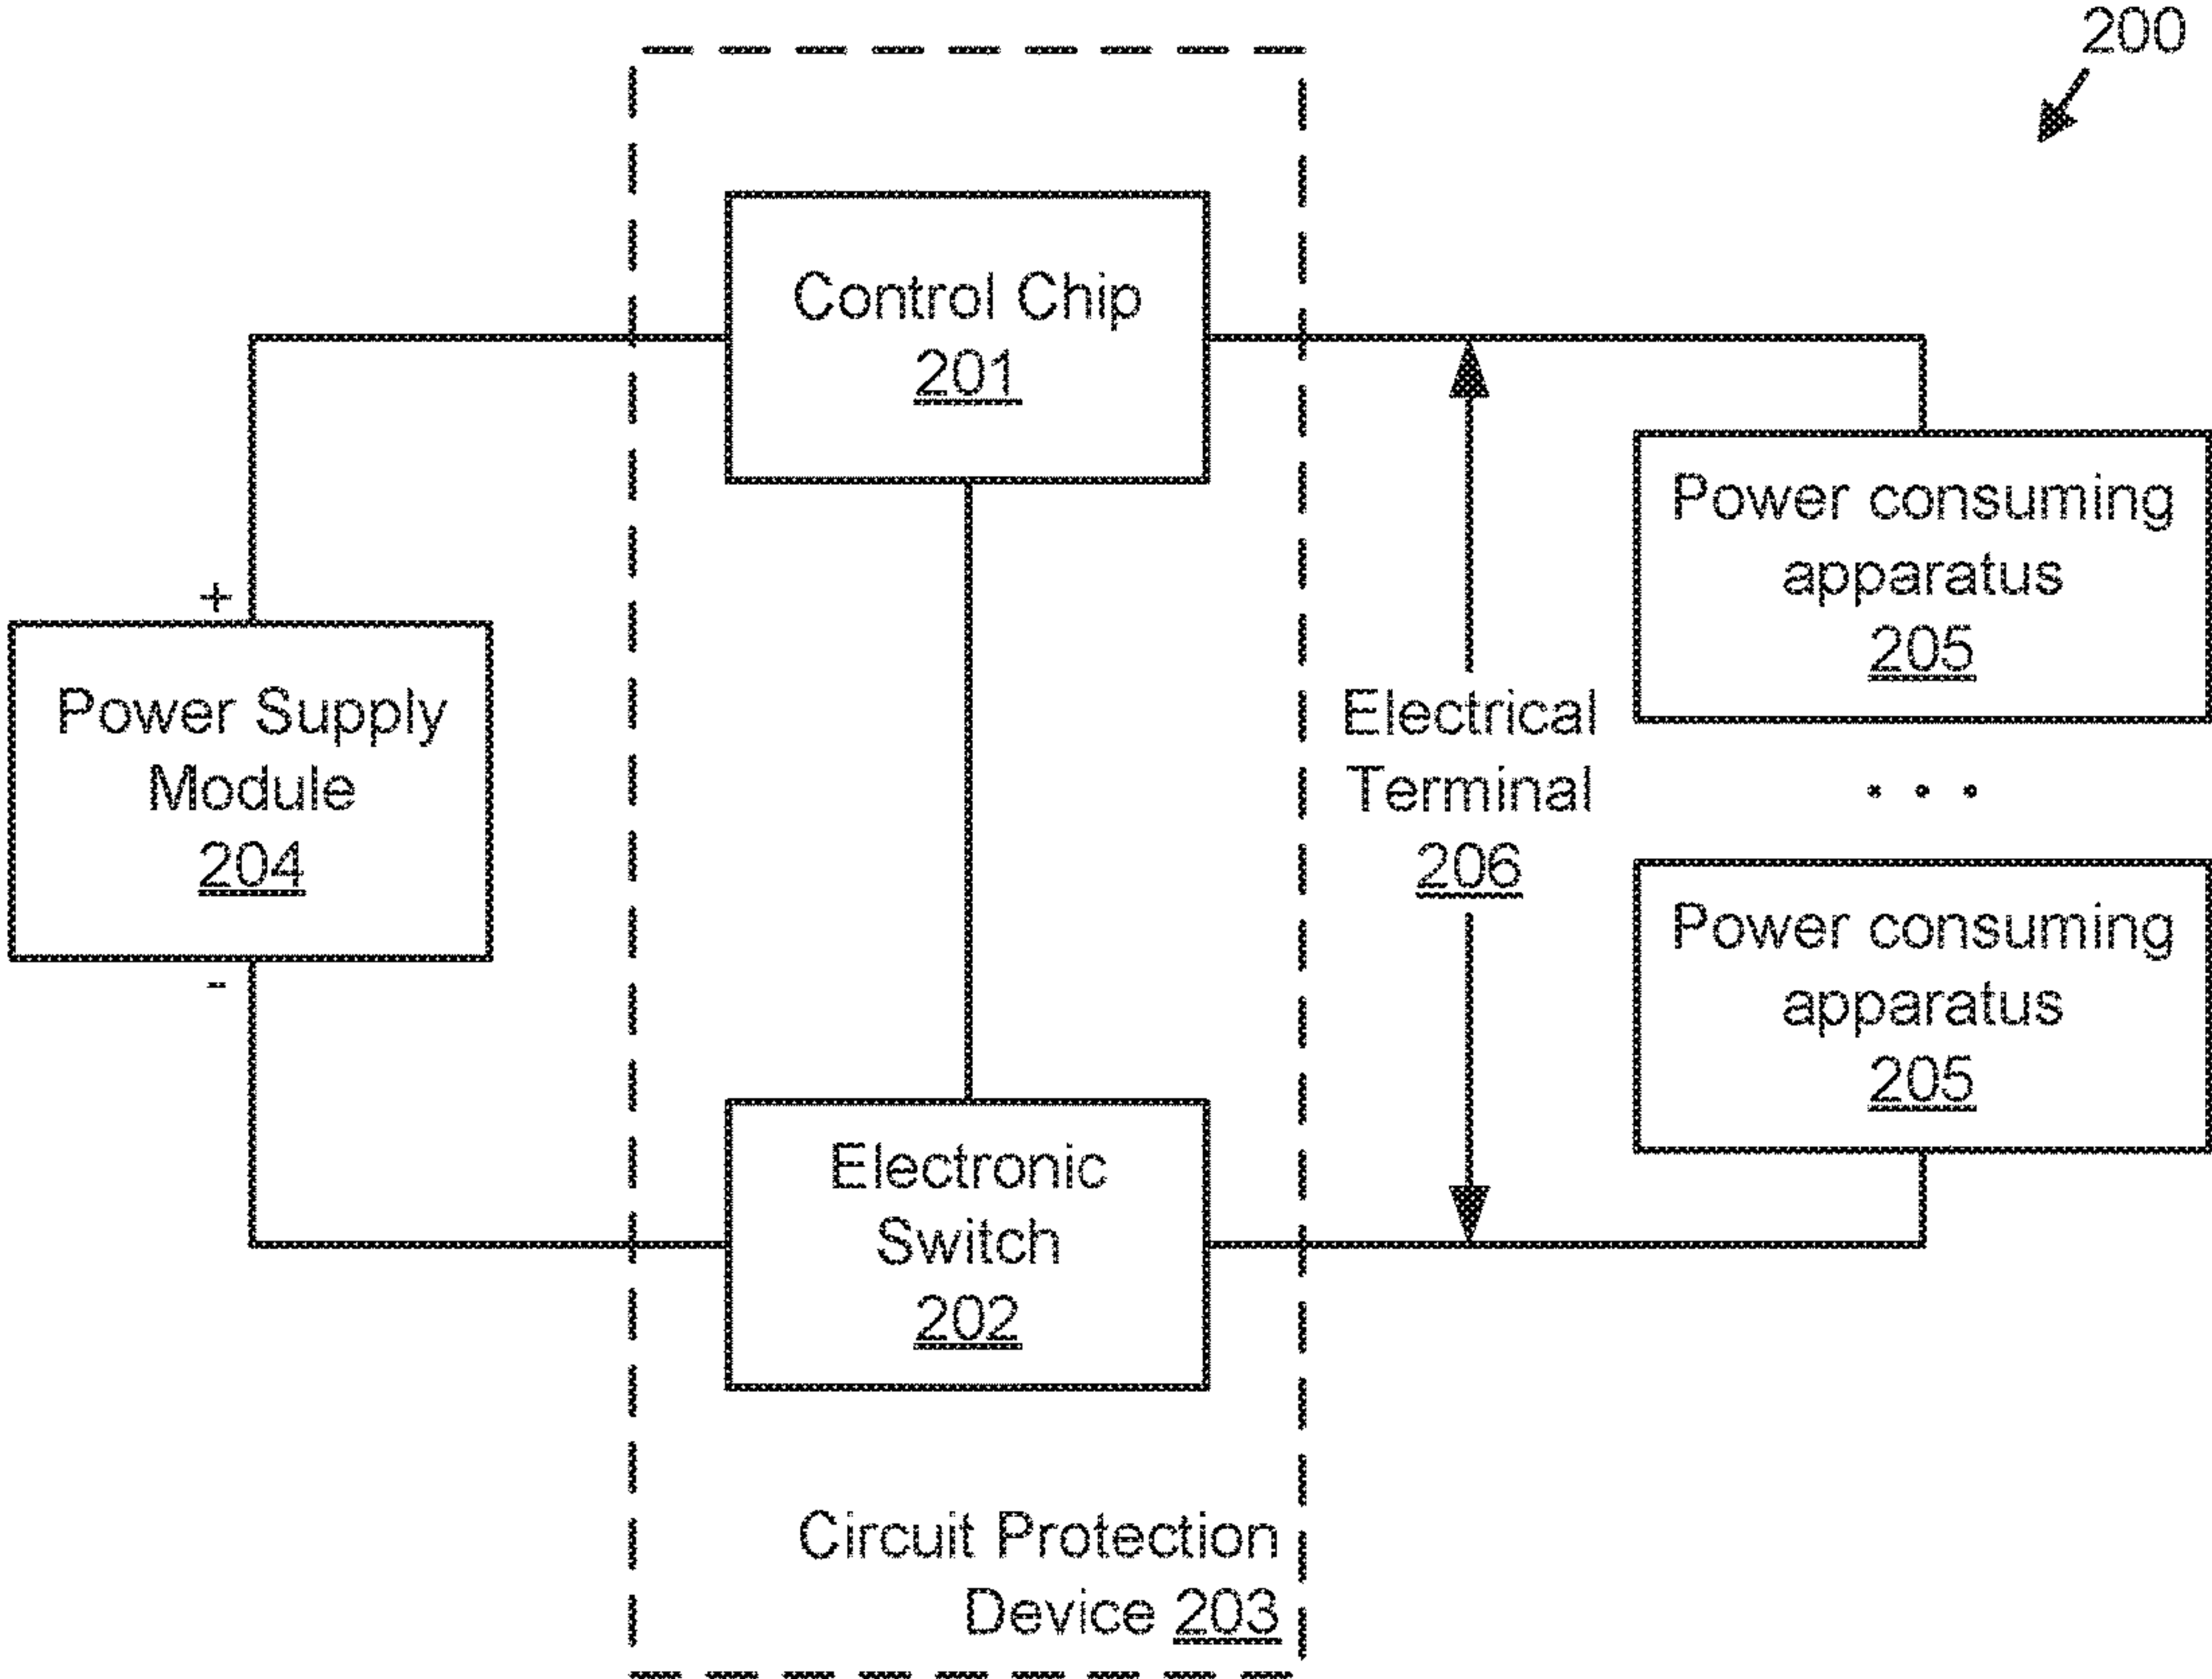 200
Control Chip
201
+
Power Supply
Module
204
-
Electrical
Terminal
206
Power consuming
apparatus
205
. . .
Power consuming
apparatus
205
Electronic
Switch
202
Circuit Protection
Device 203